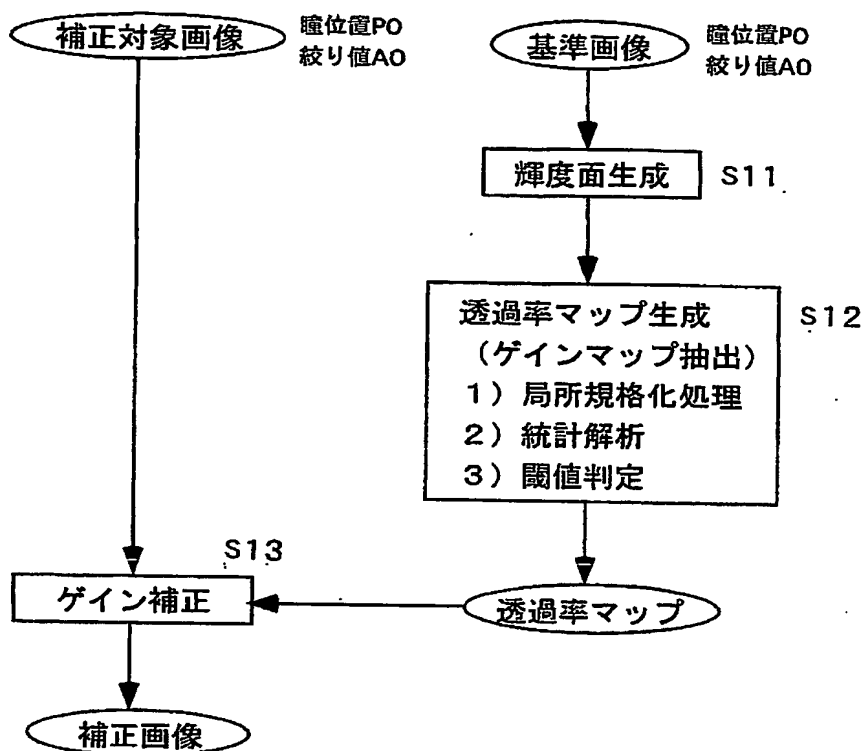 補正対象画像
瞳位置P0
絞り値A0
基準画像
瞳位置P0
絞り値A0
輝度面生成
S11
透過率マップ生成
(ゲインマップ抽出)
1)局所規格化処理
2)統計解析
3)閾値判定
S12
S13
ゲイン補正
透過率マップ
補正画像